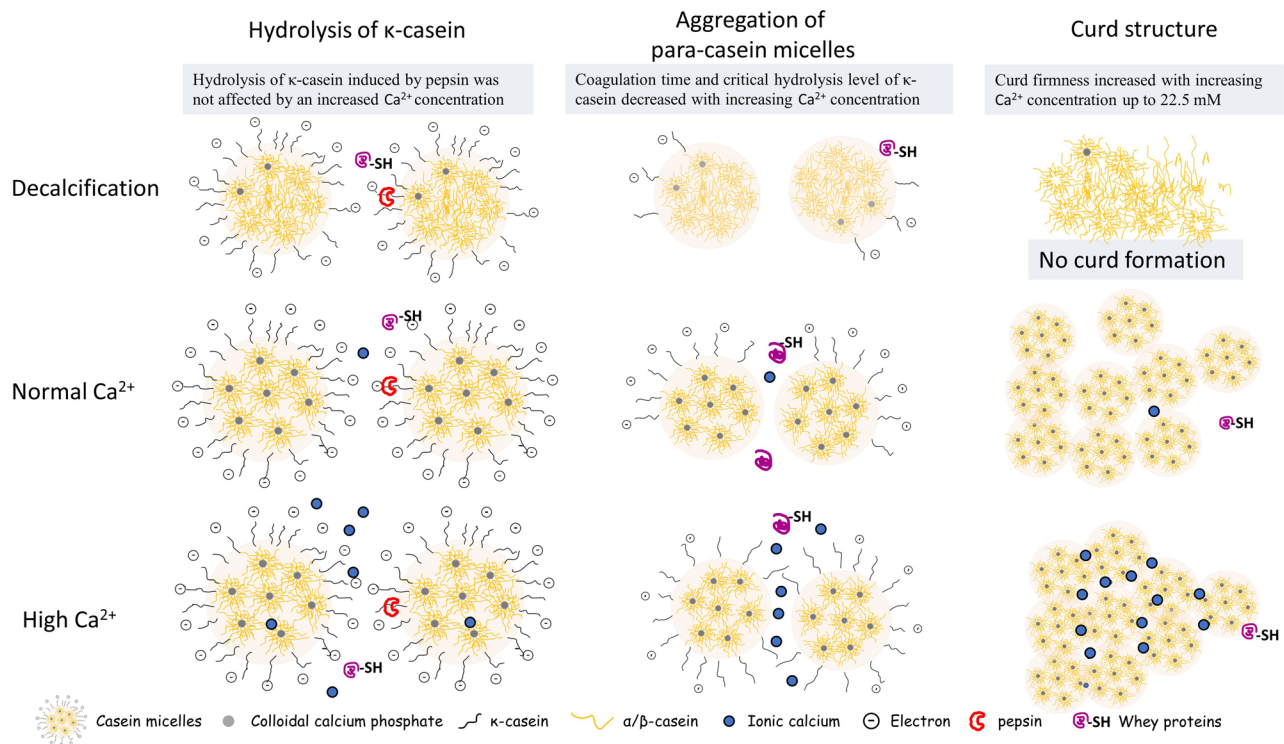 Hydrolysis of κ-casein
Aggregation of
para-casein micelles
Curd structure
Hydrolysis of κ-casein induced by pepsin was
not affected by an increased Ca²⁺ concentration
Coagulation time and critical hydrolysis level of κ-
casein decreased with increasing Ca²⁺ concentration
Curd firmness increased with increasing
Ca²⁺ concentration up to 22.5 mM
Decalcification
-SH
-SH
No curd formation
Normal Ca²⁺
-SH
-SH
-SH
High Ca²⁺
-SH
-SH
-SH
Casein micelles
Colloidal calcium phosphate
κ-casein
α/β-casein
Ionic calcium
Electron
pepsin
-SH Whey proteins